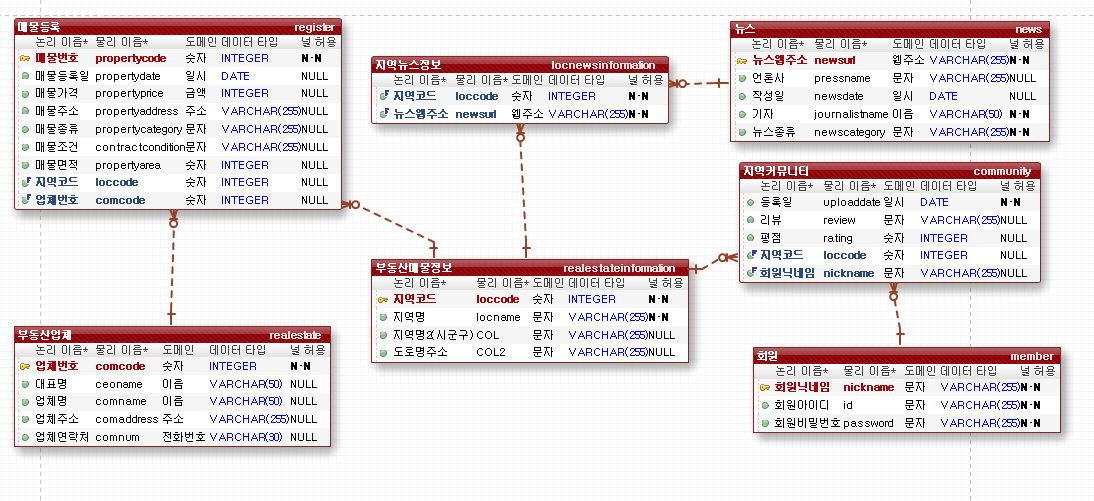 매물등록 register
논리 이름* 물리 이름* 도메인 데이터 타입 널 허용
매물번호 propertycode 숫자 INTEGER N-N
매물등록일 propertydate 일시 DATE NULL
매물가격 propertyprice 금액 INTEGER NULL
매물주소 propertyaddress 주소 VARCHAR(255) NULL
매물종류 propertycategory 문자 VARCHAR(255) NULL
매물조건 contractcondition 문자 VARCHAR(255) NULL
매물면적 propertyarea 숫자 INTEGER NULL
지역코드 loccode 숫자 INTEGER NULL
업체번호 comcode 숫자 INTEGER NULL
지역뉴스정보 locnewsinfomation
논리 이름* 물리 이름* 도메인 데이터 타입 널 허용
지역코드 loccode 숫자 INTEGER N-N
뉴스웹주소 newsurl 웹주소 VARCHAR(255) N-N
뉴스 news
논리 이름* 물리 이름* 도메인 데이터 타입 널 허용
뉴스웹주소 newsurl 웹주소 VARCHAR(255) N-N
언론사 pressname 문자 VARCHAR(255) NULL
작성일 newsdate 일시 DATE NULL
기자 journalistname 이름 VARCHAR(50) N-N
뉴스종류 newscategory 문자 VARCHAR(255) N-N
지역커뮤니티 community
논리 이름* 물리 이름* 도메인 데이터 타입 널 허용
등록일 uploaddate 일시 DATE N-N
리뷰 review 문자 VARCHAR(255) NULL
평점 rating 숫자 INTEGER NULL
지역코드 loccode 숫자 INTEGER NULL
회원닉네임 nickname 문자 VARCHAR(255) NULL
부동산매물정보 realestateinfomation
논리 이름* 물리 이름* 도메인 데이터 타입 널 허용
지역코드 loccode 숫자 INTEGER N-N
지역명 locname 문자 VARCHAR(255) N-N
지역명2(시군구) COL 문자 VARCHAR(255) NULL
도로명주소 COL2 문자 VARCHAR(255) NULL
부동산업체 realestate
논리 이름* 물리 이름* 도메인 데이터 타입 널 허용
업체번호 comcode 숫자 INTEGER N-N
대표명 ceoname 이름 VARCHAR(50) NULL
업체명 comname 이름 VARCHAR(50) NULL
업체주소 comaddress 주소 VARCHAR(255) NULL
업체연락처 comnum 전화번호 VARCHAR(30) NULL
회원 member
논리 이름* 물리 이름* 도메인 데이터 타입 널 허용
회원닉네임 nickname 문자 VARCHAR(255) N-N
회원아이디 id 문자 VARCHAR(255) N-N
회원비밀번호 password 문자 VARCHAR(255) N-N